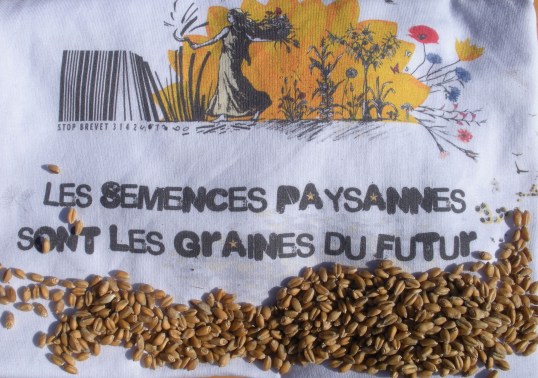 STOP BREVET
LES SEMENCES PAYSANNES
SONT LES GRAINES DU FUTUR